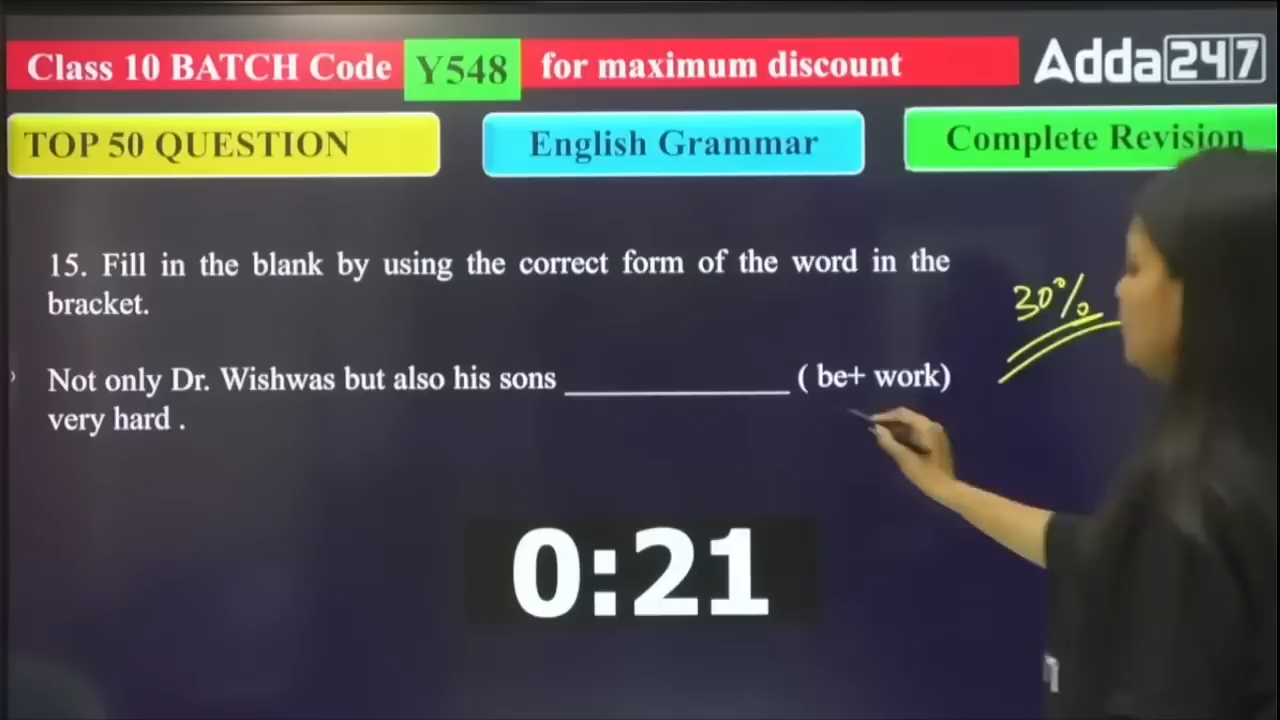 Class 10 BATCH Code Y548 for maximum discount
Adda247
TOP 50 QUESTION
English Grammar
Complete Revision
15. Fill in the blank by using the correct form of the word in the
bracket.
30%
Not only Dr. Wishwas but also his sons ______________ ( be+ work)
very hard .
0:21